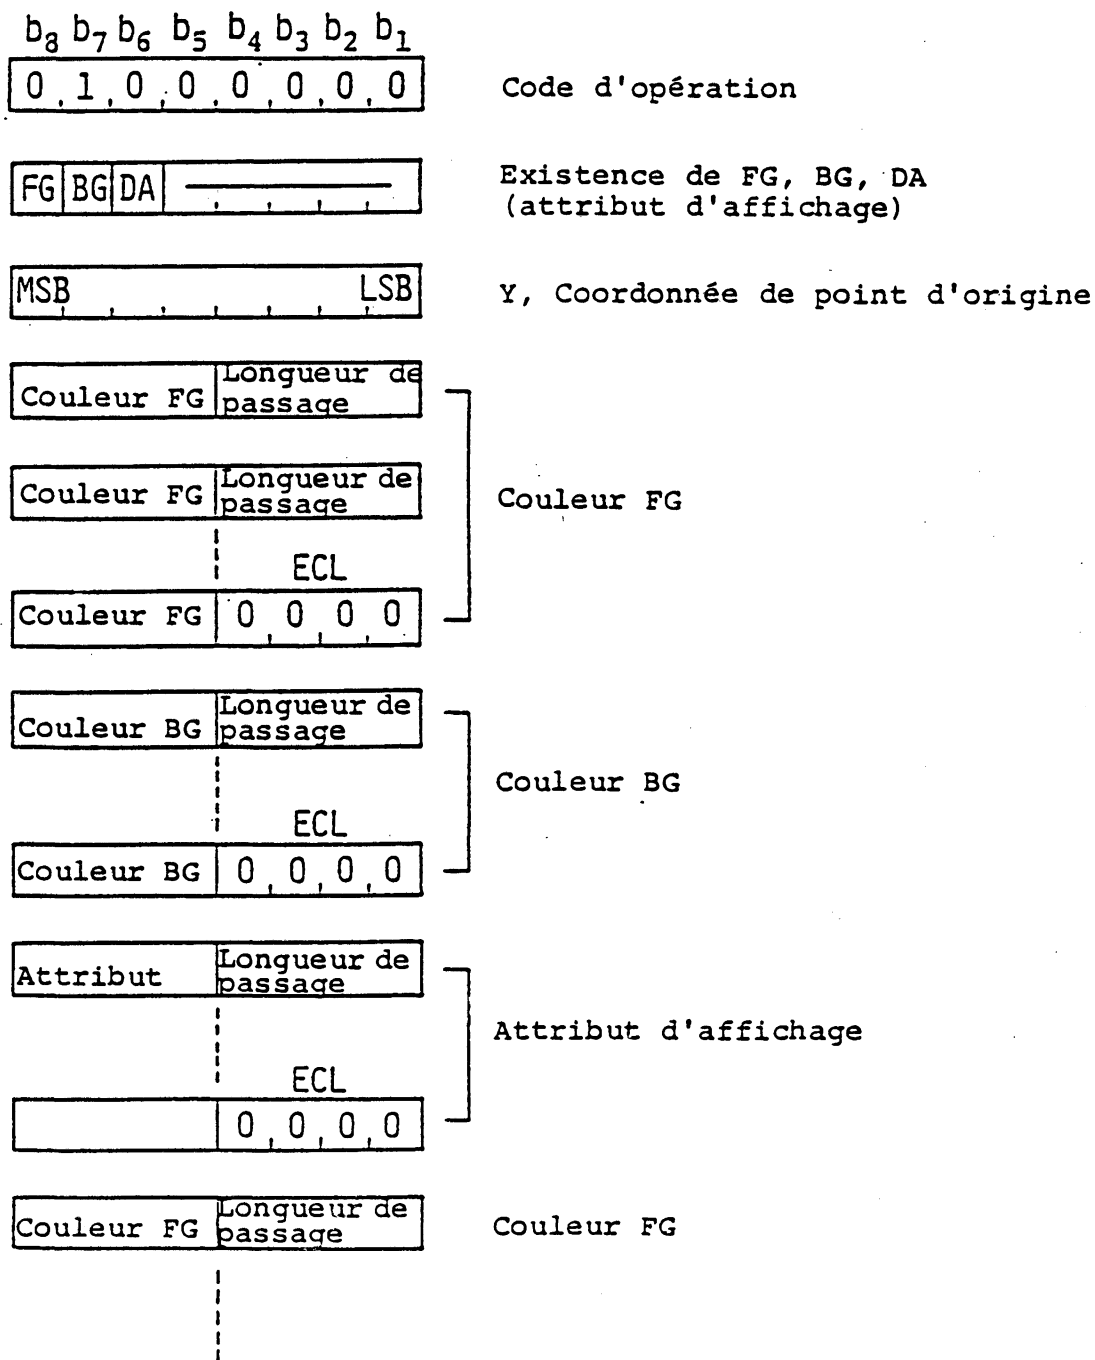 b8 b7 b6 b5 b4 b3 b2 b1
0 1 0 0 0 0 0 0 Code d'opération
FG BG DA Existence de FG, BG, DA
(attribut d'affichage)
MSB LSB Y, Coordonnée de point d'origine
Couleur FG Longueur de
passage
Couleur FG Longueur de
passage
Couleur FG
ECL
Couleur FG 0 0 0 0
Couleur BG Longueur de
passage
Couleur BG
ECL
Couleur BG 0 0 0 0
Attribut Longueur de
passage
Attribut d'affichage
ECL
0 0 0 0
Couleur FG Longueur de
passage
Couleur FG